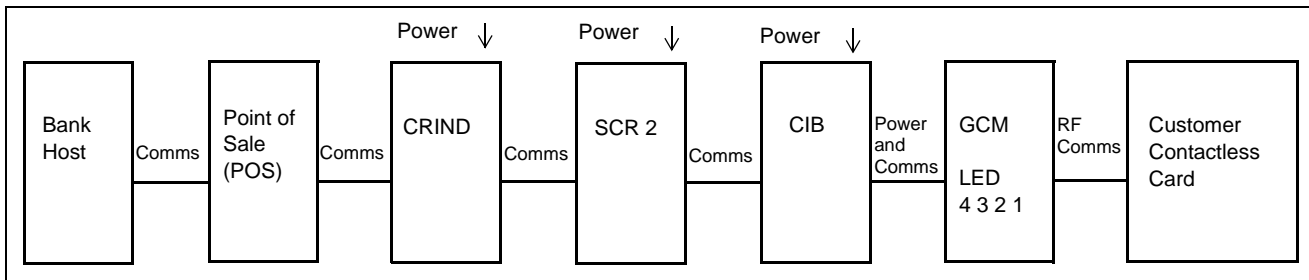 Power
Power
Power
Bank
Host
Comms
Point of
Sale
(POS)
Comms
CRIND
Comms
SCR 2
Comms
CIB
Power
and
Comms
GCM
LED
4 3 2 1
RF
Comms
Customer
Contactless
Card